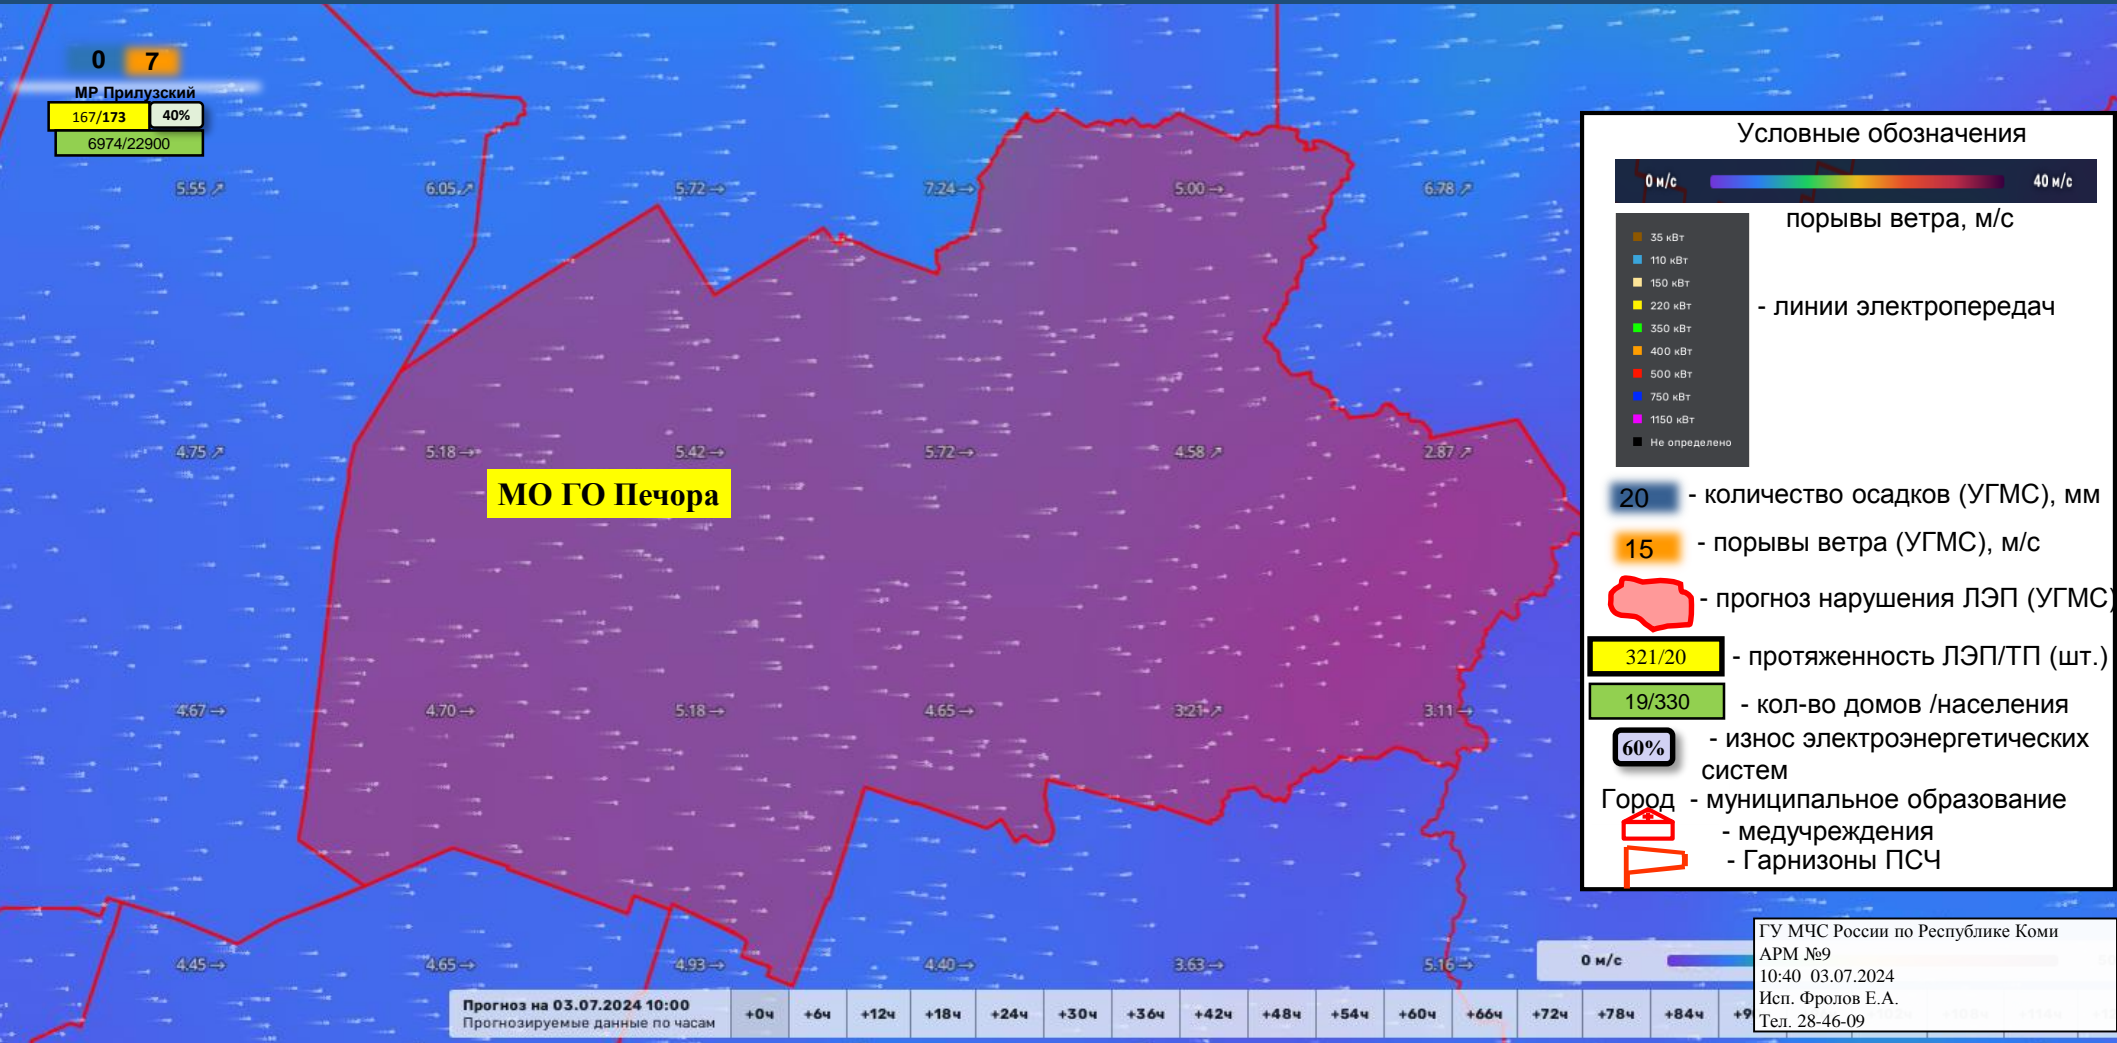 0 7
МР Прилузский
167/173 40%
6974/22900
5.55 6.05 5.72 7.24 5.00 6.78
4.75 5.18 5.42 5.72 4.58 2.87
МО ГО Печора
4.67 4.70 5.18 4.65 3.21 3.11
4.45 4.65 4.93 4.40 3.63 5.16
Условные обозначения
0 м/с 40 м/с
порывы ветра, м/с
35 кВт
110 кВт
150 кВт
220 кВт
350 кВт
400 кВт
500 кВт
750 кВт
1150 кВт
Не определено
- линии электропередач
20 - количество осадков (УГМС), мм
15 - порывы ветра (УГМС), м/с
- прогноз нарушения ЛЭП (УГМС)
321/20 - протяженность ЛЭП/ТП (шт.)
19/330 - кол-во домов /населения
60% - износ электроэнергетических
систем
Город - муниципальное образование
- медучреждения
- Гарнизоны ПСЧ
0 м/с
ГУ МЧС России по Республике Коми
АРМ №9
10:40 03.07.2024
Исп. Фролов Е.А.
Тел. 28-46-09
Прогноз на 03.07.2024 10:00
Прогнозируемые данные по часам
+0ч +6ч +12ч +18ч +24ч +30ч +36ч +42ч +48ч +54ч +60ч +66ч +72ч +78ч +84ч